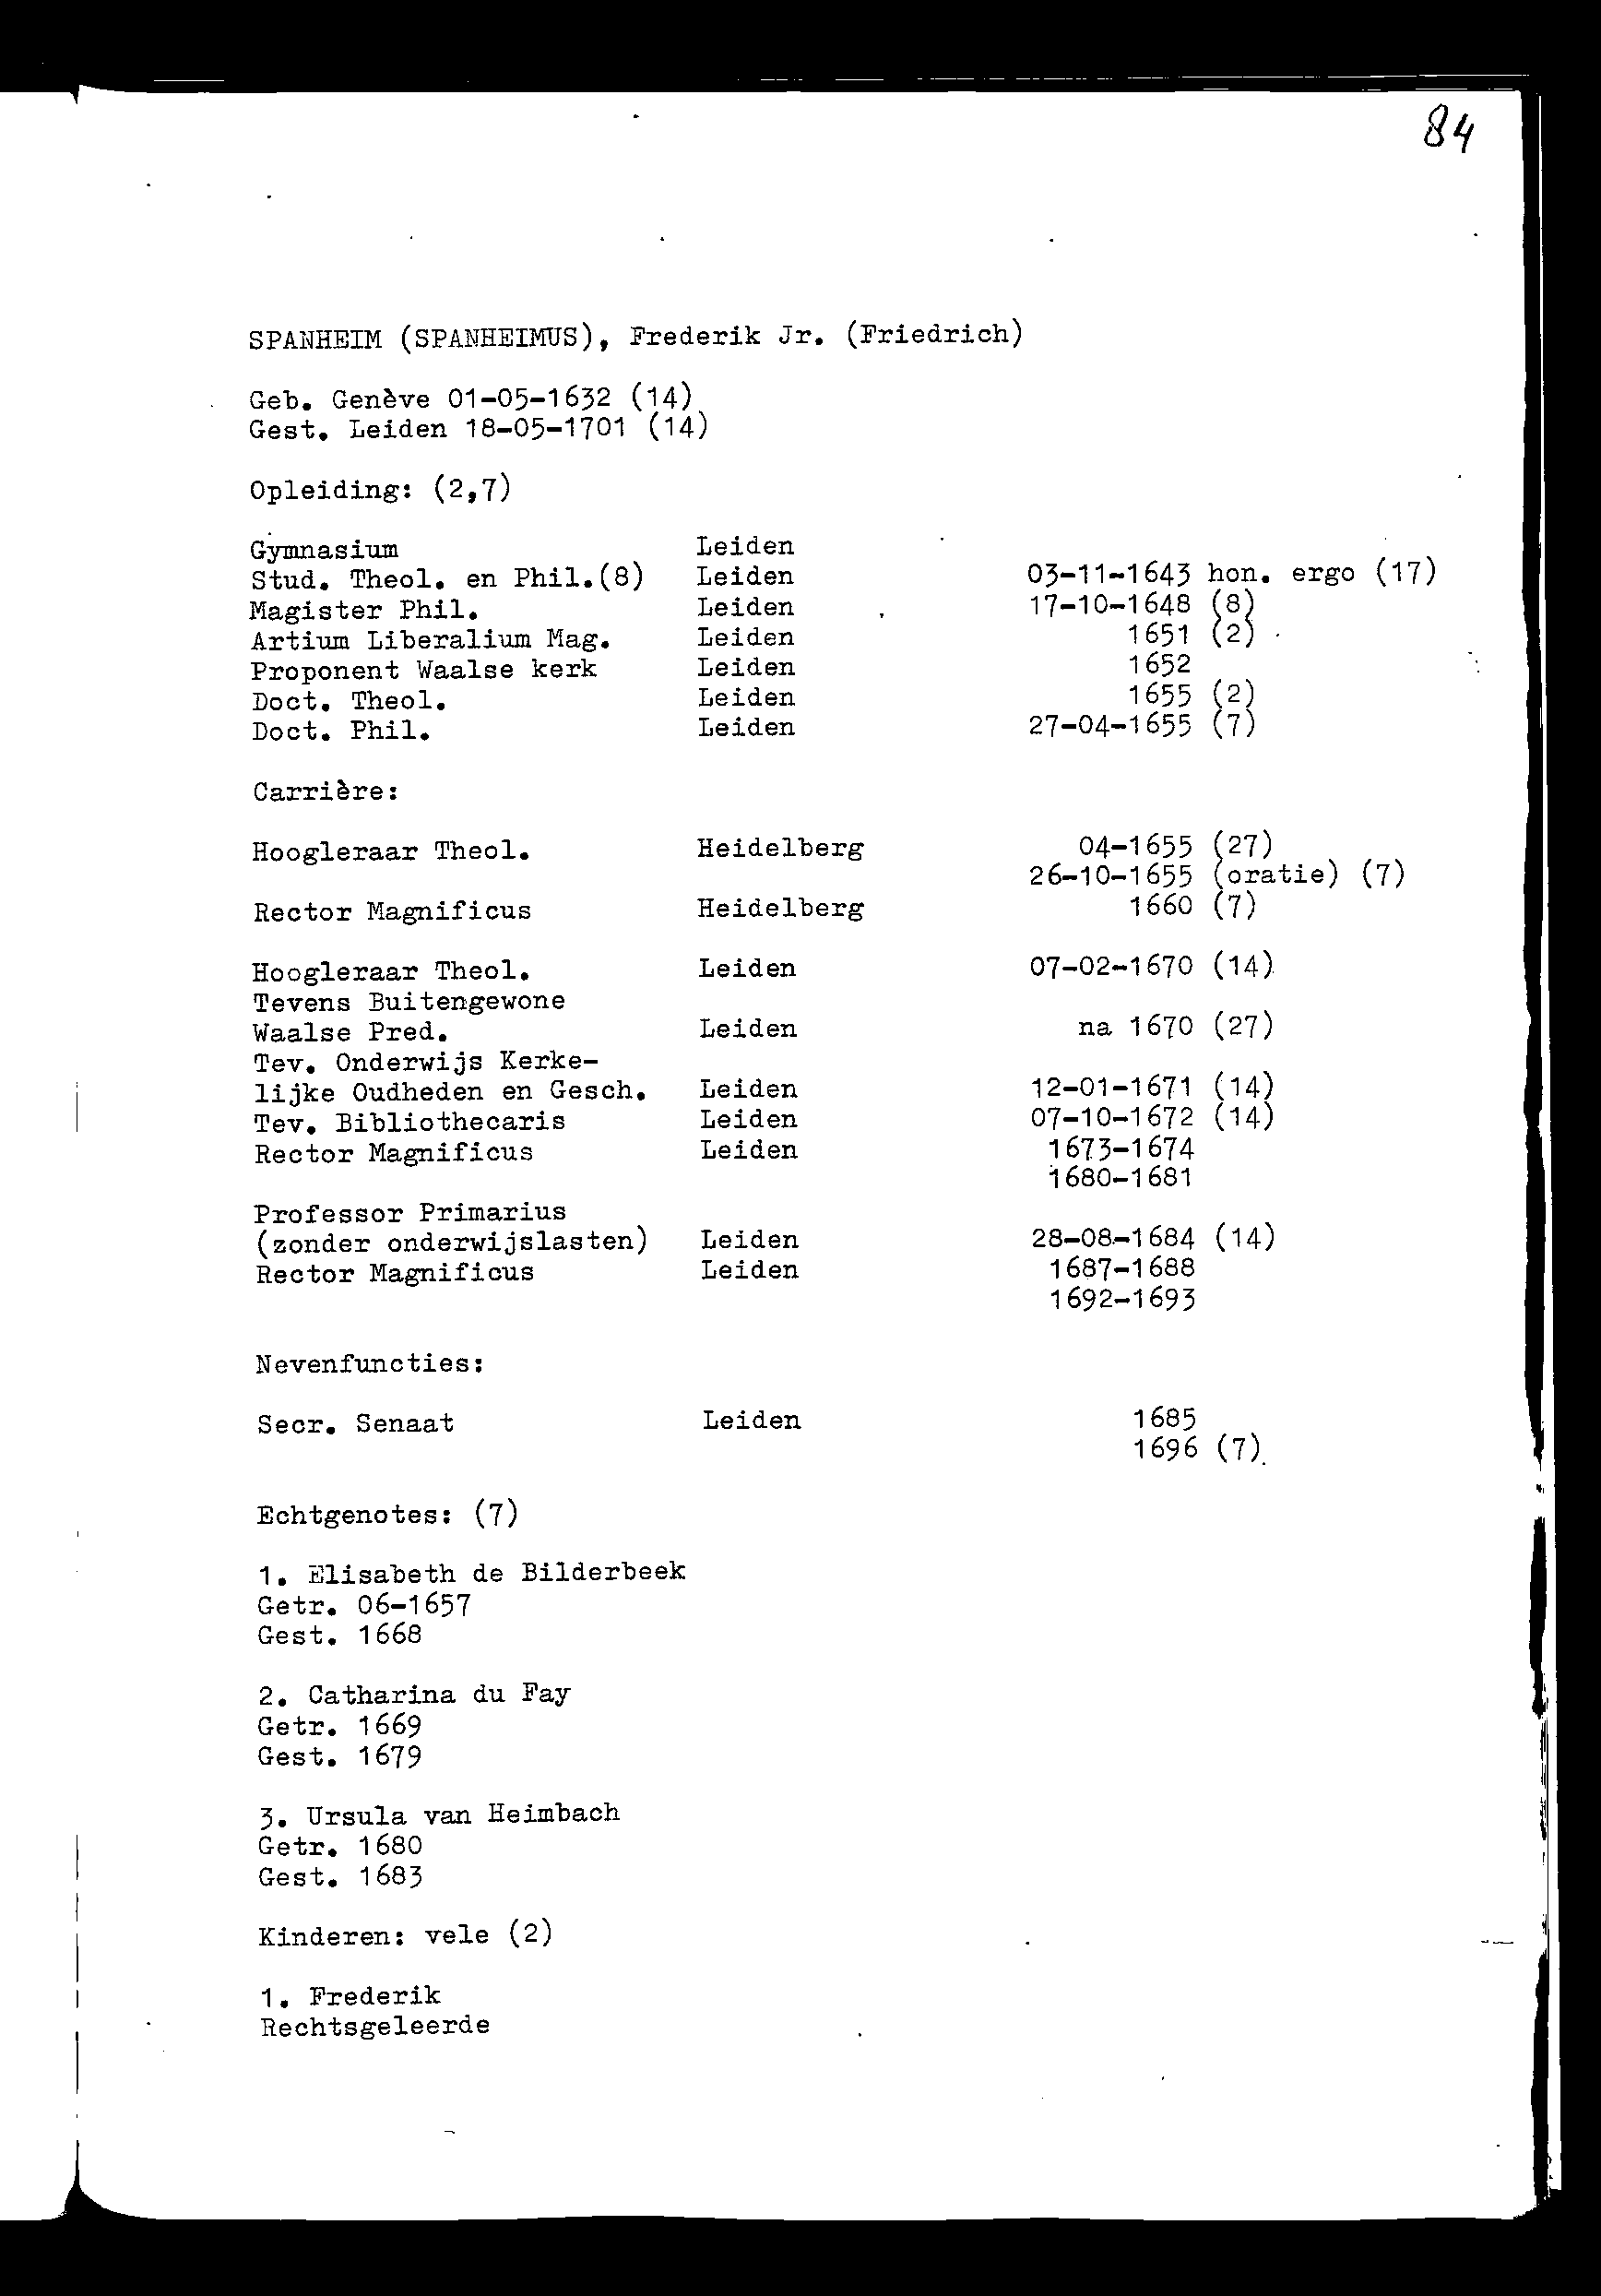 84
SPANHEIM (SPANHEIMUS), Frederik Jr. (Friedrich)
Geb. Genève 01-05-1632 (14)
Gest. Leiden 18-05-1701 (14)
Opleiding: (2,7)
Gymnasium Leiden
Stud. Theol. en Phil.(8) Leiden 03-11-1643 hon. ergo (17)
Magister Phil. Leiden 17-10-1648 (8)
Artium Liberalium Mag. Leiden 1651 (2)
Proponent Waalse kerk Leiden 1652
Doct. Theol. Leiden 1655 (2)
Doct. Phil. Leiden 27-04-1655 (7)
Carrière:
Hoogleraar Theol. Heidelberg 04-1655 (27)
26-10-1655 (oratie) (7)
Rector Magnificus Heidelberg 1660 (7)
Hoogleraar Theol. Leiden 07-02-1670 (14)
Tevens Buitengewone
Waalse Pred. Leiden na 1670 (27)
Tev. Onderwijs Kerke-
lijke Oudheden en Gesch. Leiden 12-01-1671 (14)
Tev. Bibliothecaris Leiden 07-10-1672 (14)
Rector Magnificus Leiden 1673-1674
1680-1681
Professor Primarius
(zonder onderwijslasten) Leiden 28-08-1684 (14)
Rector Magnificus Leiden 1687-1688
1692-1693
Nevenfuncties:
Secr. Senaat Leiden 1685
1696 (7)
Echtgenotes: (7)
1. Elisabeth de Bilderbeek
Getr. 06-1657
Gest. 1668
2. Catharina du Fay
Getr. 1669
Gest. 1679
3. Ursula van Heimbach
Getr. 1680
Gest. 1683
Kinderen: vele (2)
1. Frederik
Rechtsgeleerde